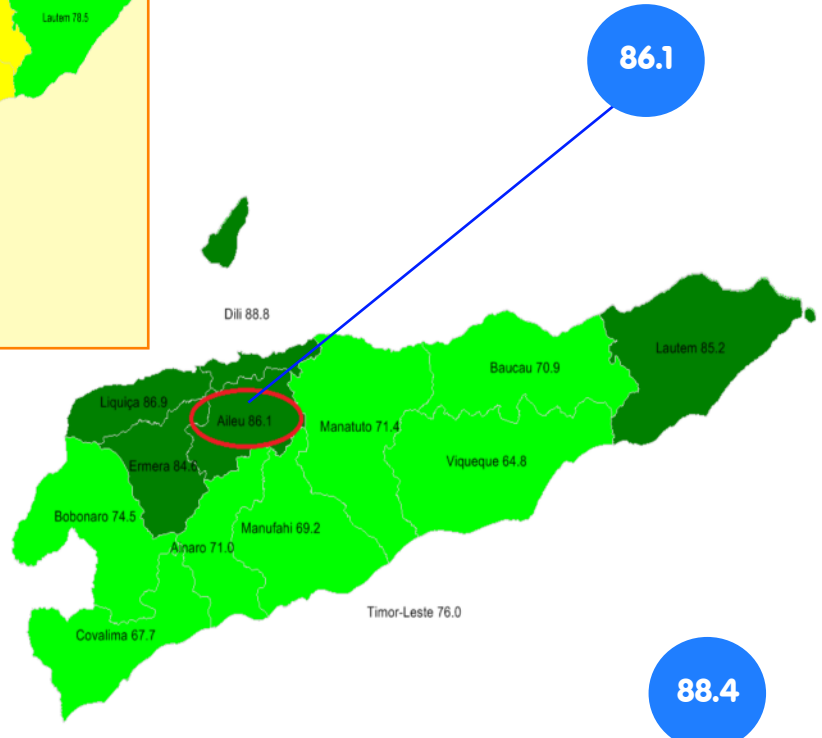 Lautem 78.5
86.1
Dili 88.8
Lautem 85.2
Baucau 70.9
Liquiça 86.9
Aileu 86.1
Manatuto 71.4
Ermera 84.6
Viqueque 64.8
Bobonaro 74.5
Manufahi 69.2
Ainaro 71.0
Timor-Leste 76.0
Covalima 67.7
88.4